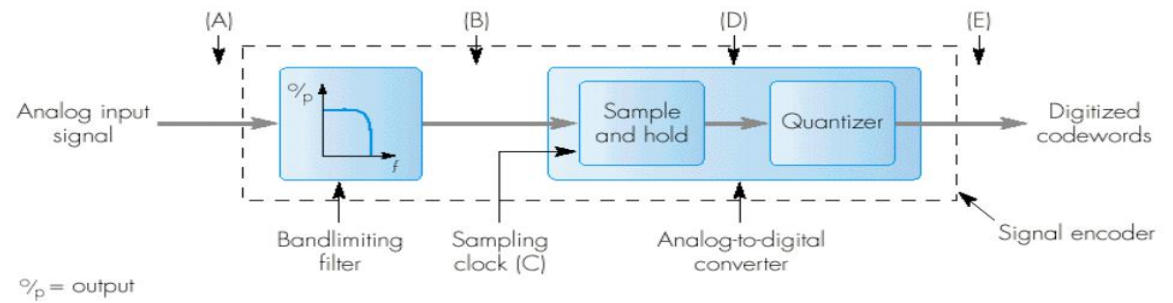 (A)
(B)
(D)
(E)
Analog input
signal
o/p
f
Sample
and hold
Quantizer
Digitized
codewords
Bandlimiting
filter
Sampling
clock (C)
Analog-to-digital
converter
Signal encoder
o/p = output